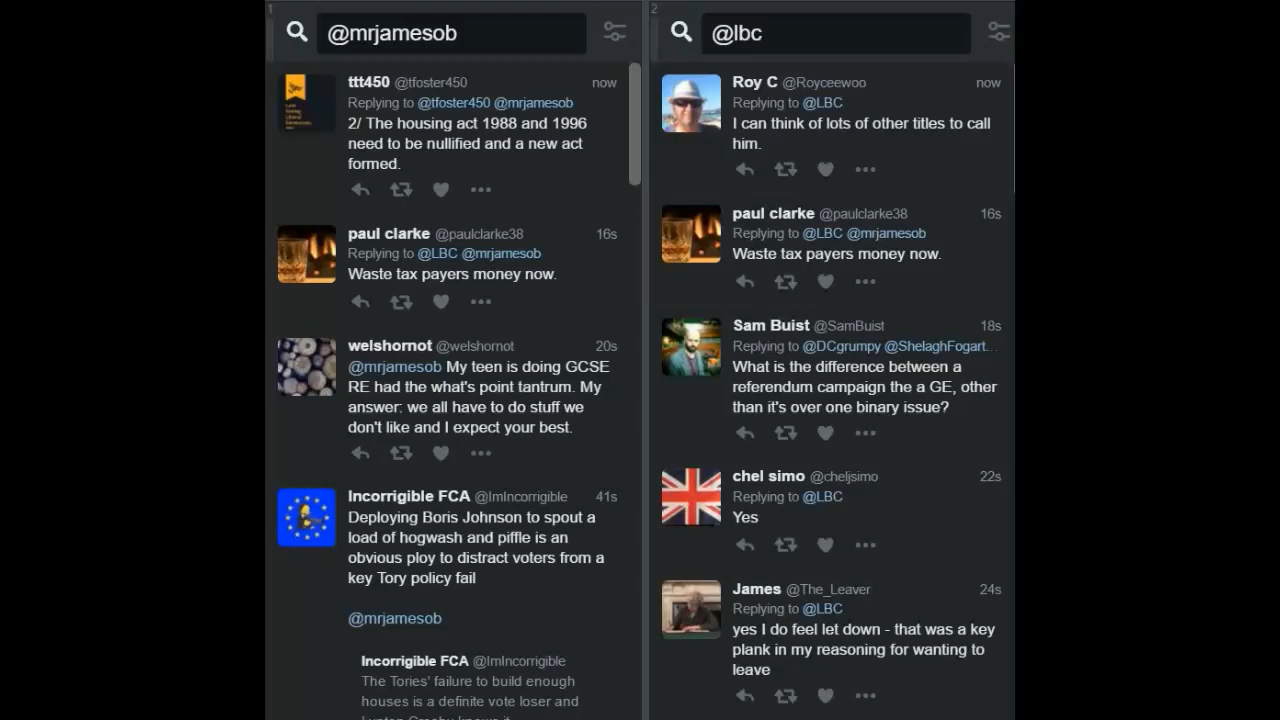 1
@mrjamesob
ttt450 @tfoster450 now
Replying to @tfoster450 @mrjamesob
2/ The housing act 1988 and 1996
need to be nullified and a new act
formed.
paul clarke @paulclarke38 16s
Replying to @LBC @mrjamesob
Waste tax payers money now.
welshornot @welshornot 20s
@mrjamesob My teen is doing GCSE
RE had the what's point tantrum. My
answer: we all have to do stuff we
don't like and I expect your best.
Incorrigible FCA @ImIncorrigible 41s
Deploying Boris Johnson to spout a
load of hogwash and piffle is an
obvious ploy to distract voters from a
key Tory policy fail
@mrjamesob
Incorrigible FCA @ImIncorrigible
The Tories' failure to build enough
houses is a definite vote loser and
2
@lbc
Roy C @Royceewoo now
Replying to @LBC
I can think of lots of other titles to call
him.
paul clarke @paulclarke38 16s
Replying to @LBC @mrjamesob
Waste tax payers money now.
Sam Buist @SamBuist 18s
Replying to @DCgrumpy @ShelaghFogart...
What is the difference between a
referendum campaign the a GE, other
than it's over one binary issue?
chel simo @cheljsimo 22s
Replying to @LBC
Yes
James @The_Leaver 24s
Replying to @LBC
yes I do feel let down - that was a key
plank in my reasoning for wanting to
leave